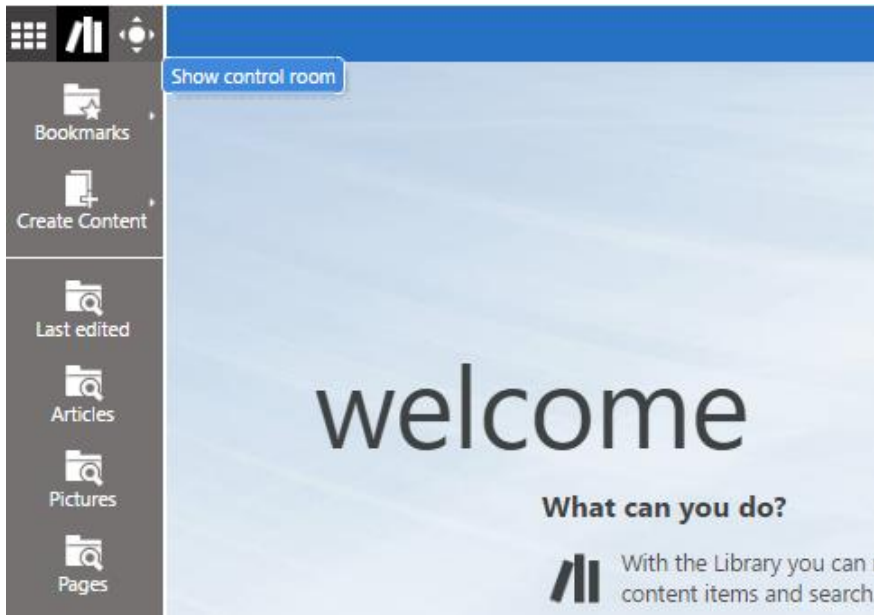 Show control room
Bookmarks
Create Content
Last edited
Articles
Pictures
Pages
welcome
What can you do?
With the Library you can
content items and search